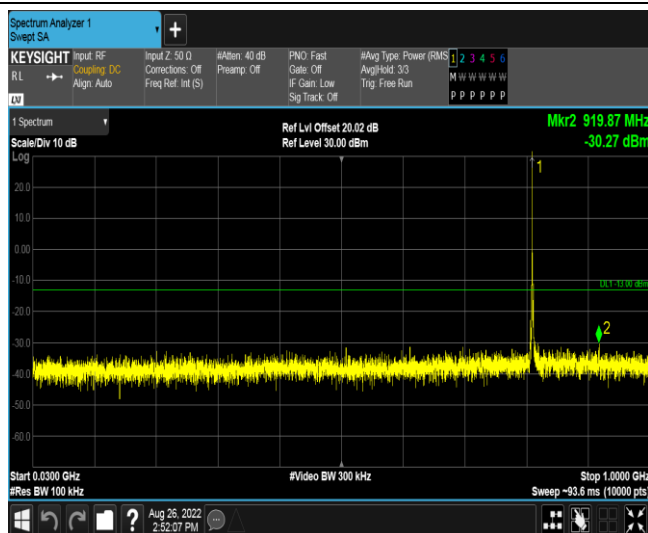 Spectrum Analyzer 1
Swept SA
+
KEYSIGHT
RL
LXI
Input: RF
Coupling: DC
Align: Auto
Input Z: 50 Ω
Corrections: Off
Freq Ref: Int (S)
#Atten: 40 dB
Preamp: Off
PNO: Fast
Gate: Off
IF Gain: Low
Sig Track: Off
#Avg Type: Power (RMS
Avg|Hold: 3/3
Trig: Free Run
1 2 3 4 5 6
M W W W W W
P P P P P P
1 Spectrum
Scale/Div 10 dB
Log
Ref Lvl Offset 20.02 dB
Ref Level 30.00 dBm
Mkr2 919.87 MHz
-30.27 dBm
1
20.0
10.0
0.00
-10.0
DL1 -13.00 dBm
-20.0
2
-30.0
-40.0
-50.0
-60.0
Start 0.0300 GHz
#Res BW 100 kHz
#Video BW 300 kHz
Stop 1.0000 GHz
Sweep ~93.6 ms (10000 pts)
?
Aug 26, 2022
2:52:07 PM